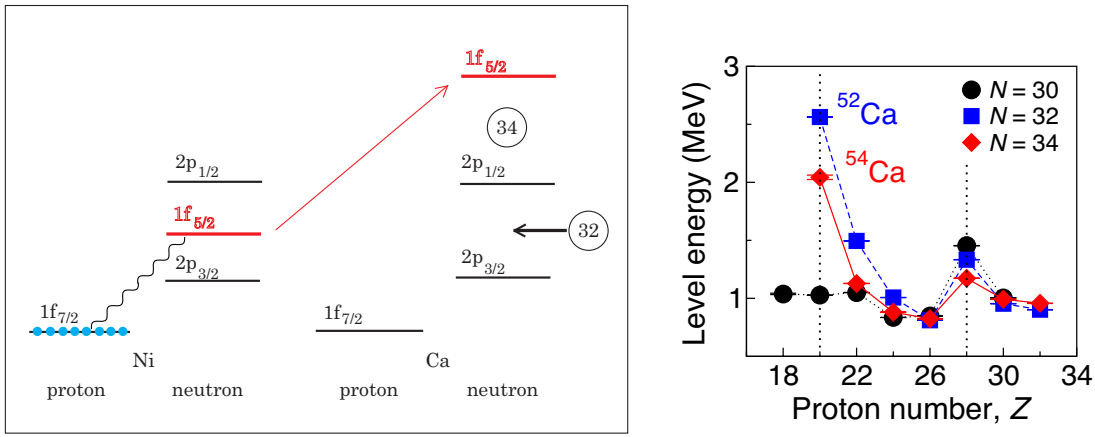 1f5/2
34
2p1/2
2p1/2
1f5/2
32
2p3/2
2p3/2
1f7/2
1f7/2
Ni
Ca
proton
neutron
proton
neutron
3
2
1
Level energy (MeV)
52Ca
54Ca
N = 30
N = 32
N = 34
18
22
26
30
34
Proton number, Z